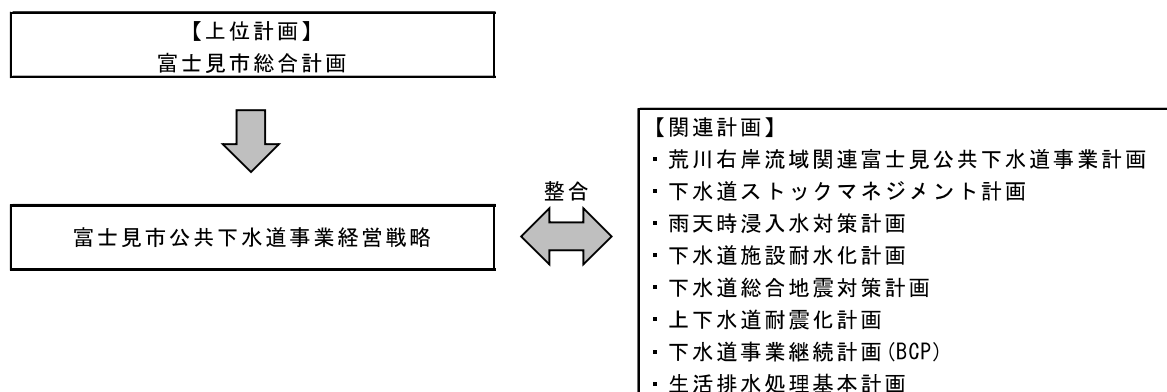 【上位計画】
富士見市総合計画
富士見市公共下水道事業経営戦略
整合
【関連計画】
・荒川右岸流域関連富士見公共下水道事業計画
・下水道ストックマネジメント計画
・雨天時浸入水対策計画
・下水道施設耐水化計画
・下水道総合地震対策計画
・上下水道耐震化計画
・下水道事業継続計画(BCP)
・生活排水処理基本計画